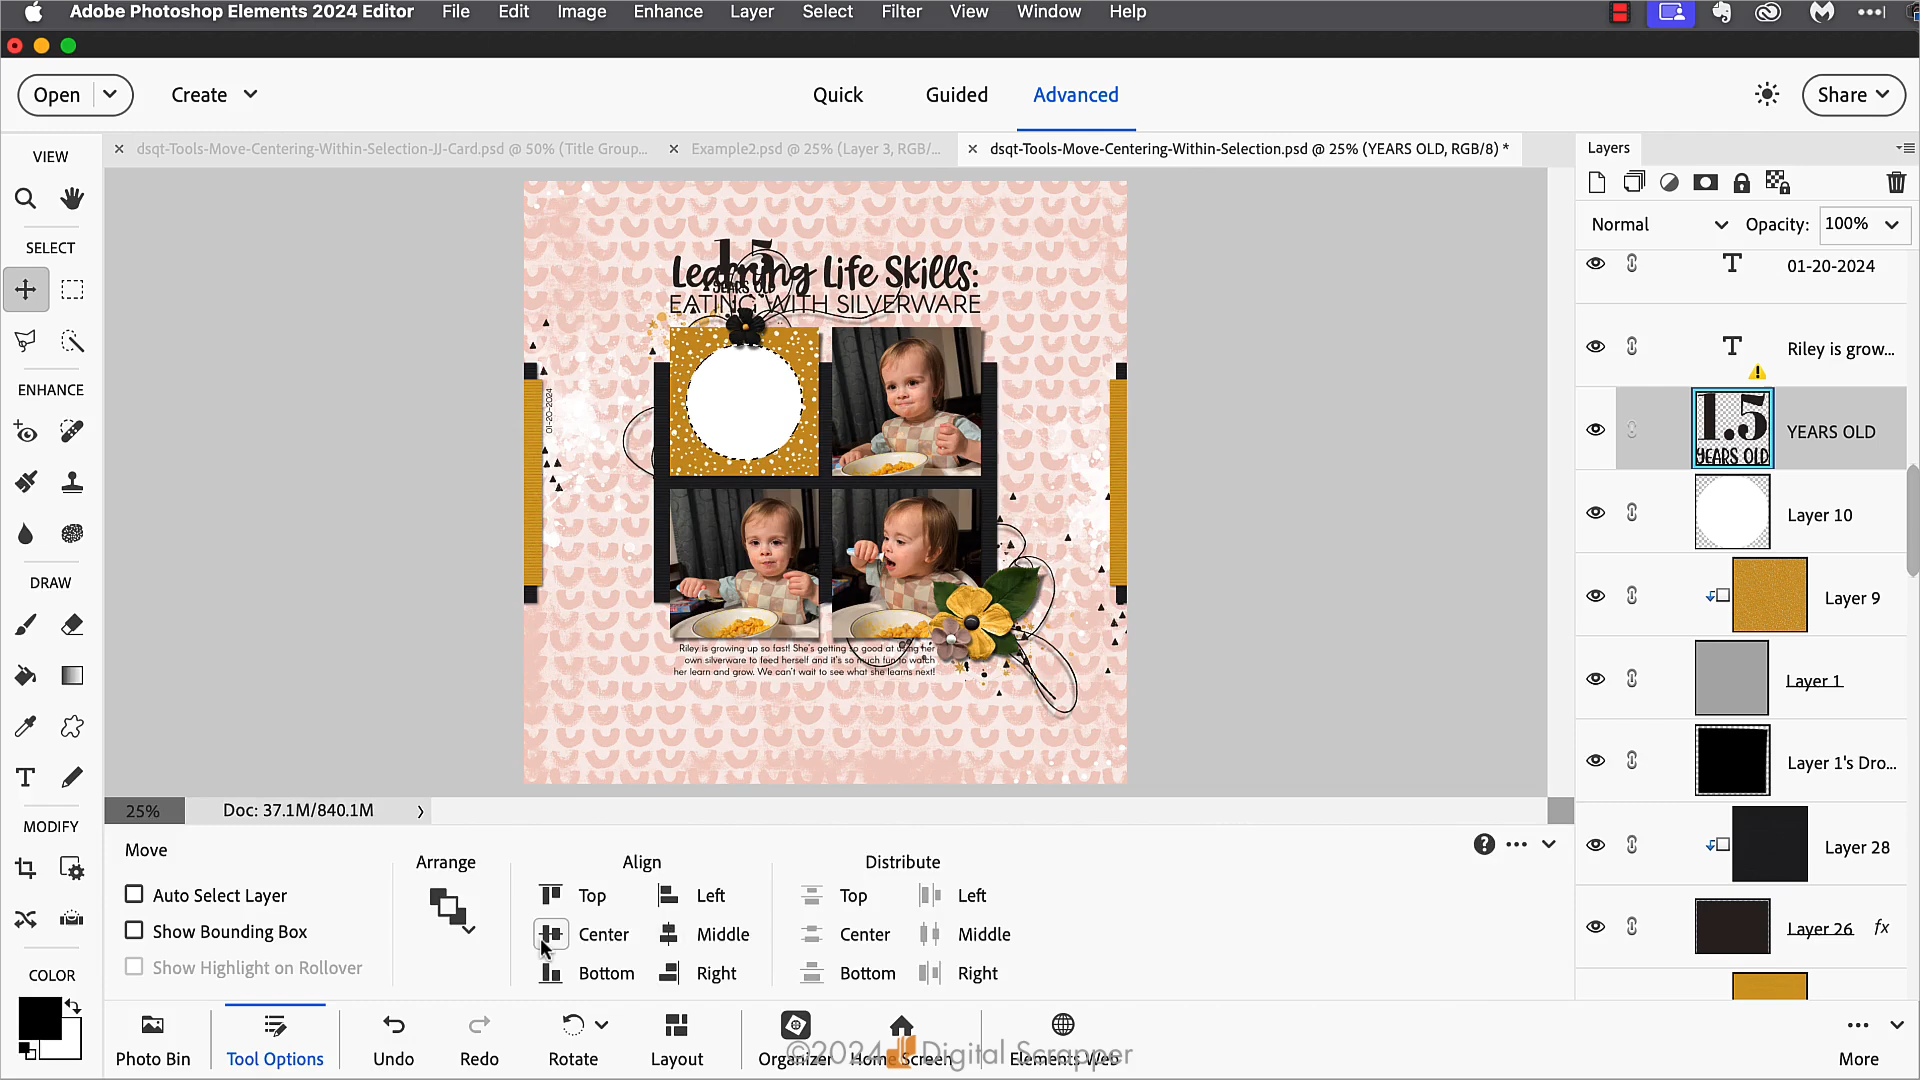 Adobe Photoshop Elements 2024 Editor File Edit Image Enhance Layer Select Filter View Window Help
Open Create Quick Guided Advanced Share
VIEW
SELECT
ENHANCE
DRAW
MODIFY
COLOR
dsqt-Tools-Move-Centering-Within-Selection-JJ-Card.psd @ 50% (Title Group... Example2.psd @ 25% (Layer 3, RGB/... dsqt-Tools-Move-Centering-Within-Selection.psd @ 25% (YEARS OLD, RGB/8) *
1.5
YEARS OLD
Learning Life Skills:
EATING WITH SILVERWARE
01-20-2024
Riley is growing up so fast! She's getting so good at using her
own silverware to feed herself and it's so much fun to watch
her learn and grow. We can't wait to see what she learns next!
Layers
Normal Opacity: 100%
T 01-20-2024
T Riley is grow...
1.5
YEARS OLD
YEARS OLD
Layer 10
Layer 9
Layer 1
Layer 1's Dro...
Layer 28
Layer 26 fx
25% Doc: 37.1M/840.1M
Move
Auto Select Layer
Show Bounding Box
Show Highlight on Rollover
Arrange
Align
Top Left
Center Middle
Bottom Right
Distribute
Top Left
Center Middle
Bottom Right
Photo Bin Tool Options Undo Redo Rotate Layout Organizer Home Screen Elements Web More
©2024 Digital Scrapper